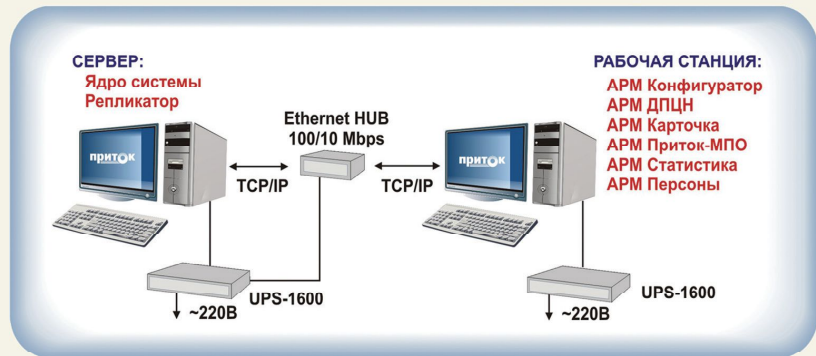 СЕРВЕР:
Ядро системы
Репликатор
приток
Ethernet HUB
100/10 Mbps
TCP/IP
TCP/IP
UPS-1600
~220В
РАБОЧАЯ СТАНЦИЯ:
АРМ Конфигуратор
АРМ ДПЦН
АРМ Карточка
АРМ Приток-МПО
АРМ Статистика
АРМ Персоны
приток
UPS-1600
~220В